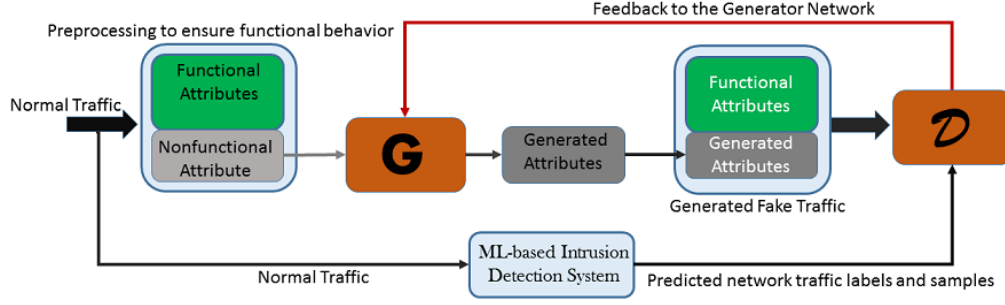 Feedback to the Generator Network
Preprocessing to ensure functional behavior
Normal Traffic
Functional
Attributes
Nonfunctional
Attribute
G
Generated
Attributes
Functional
Attributes
Generated
Attributes
D
Generated Fake Traffic
Normal Traffic
ML-based Intrusion
Detection System
Predicted network traffic labels and samples